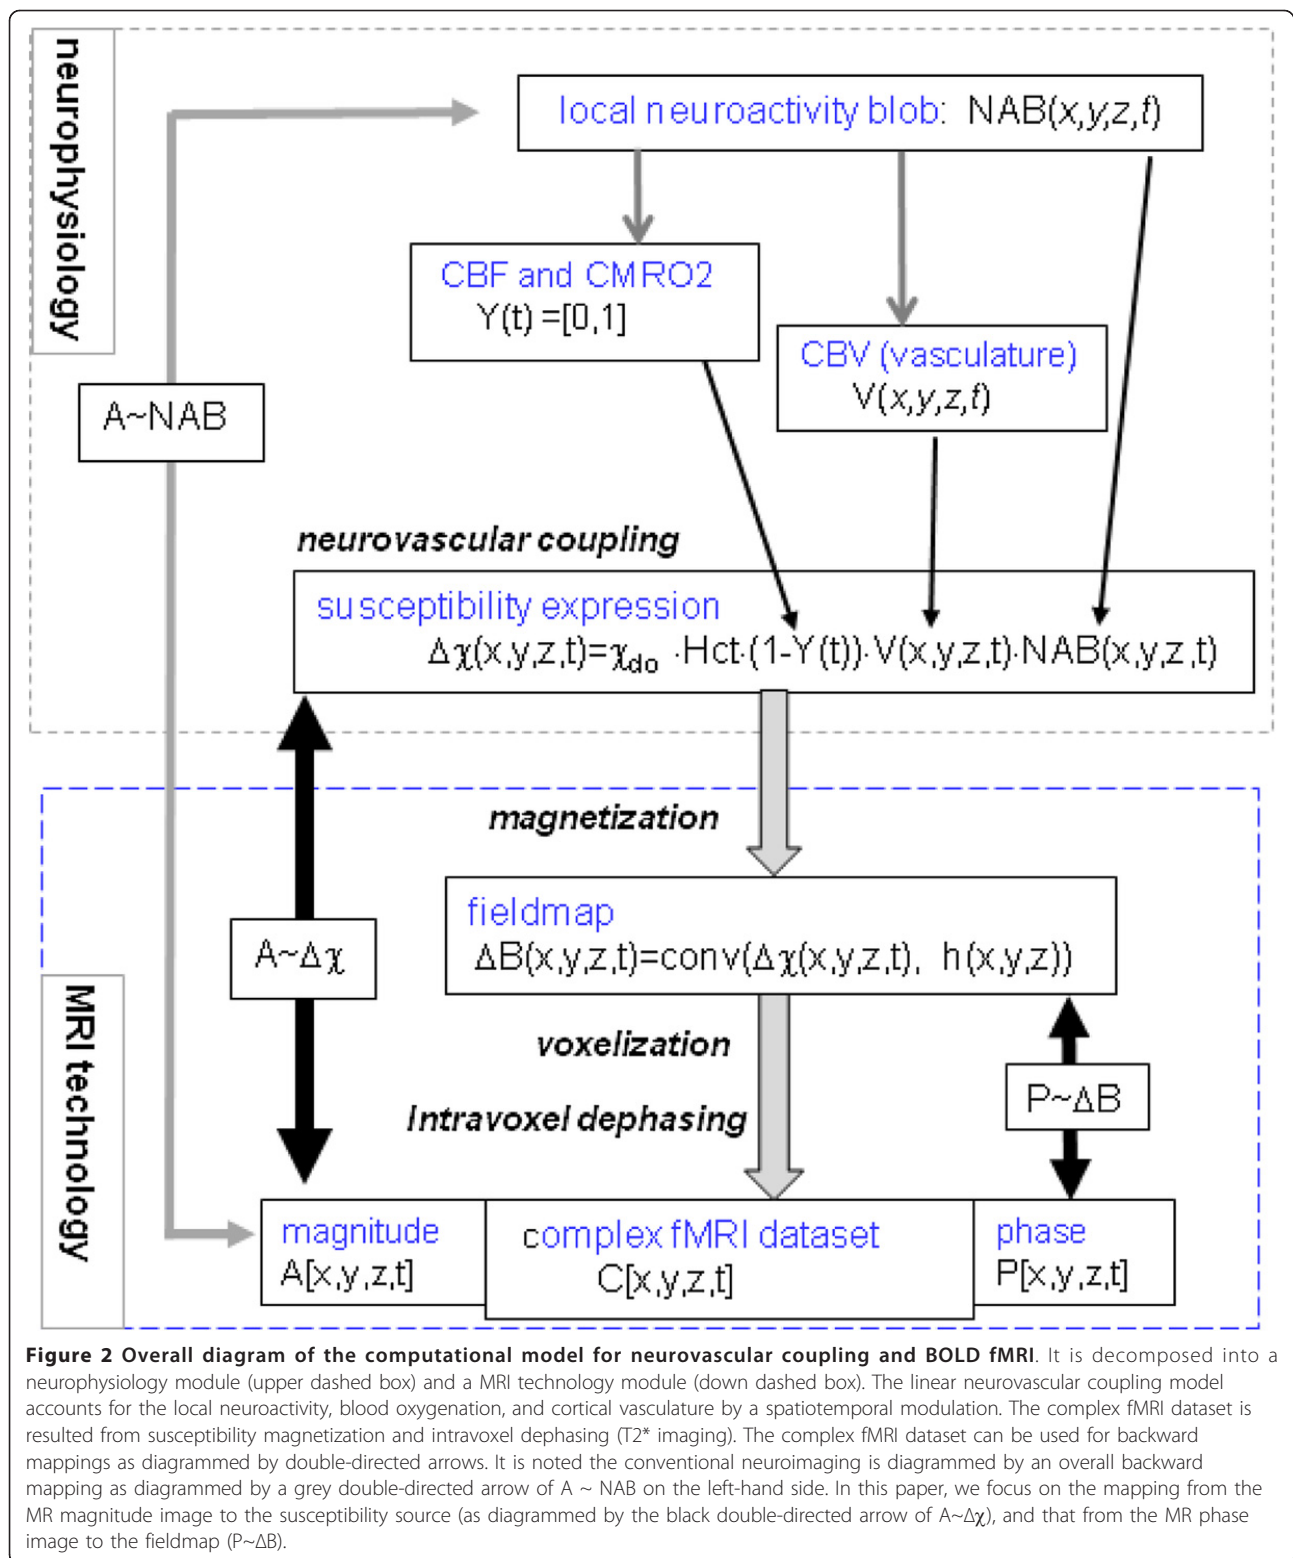 neurophysiology
local neuroactivity blob: NAB(x,y,z,t)
CBF and CMRO2
Y(t) =[0,1]
CBV (vasculature)
V(x,y,z,t)
A~NAB
neurovascular coupling
susceptibility expression
Δχ(x,y,z,t)=χdo ·Hct·(1-Y(t))·V(x,y,z,t)·NAB(x,y,z,t)
magnetization
fieldmap
ΔB(x,y,z,t)=conv(Δχ(x,y,z,t), h(x,y,z))
A~Δχ
MRI technology
voxelization
Intravoxel dephasing
P~ΔB
magnitude
A[x,y,z,t]
complex fMRI dataset
C[x,y,z,t]
phase
P[x,y,z,t]
Figure 2 Overall diagram of the computational model for neurovascular coupling and BOLD fMRI. It is decomposed into a
neurophysiology module (upper dashed box) and a MRI technology module (down dashed box). The linear neurovascular coupling model
accounts for the local neuroactivity, blood oxygenation, and cortical vasculature by a spatiotemporal modulation. The complex fMRI dataset is
resulted from susceptibility magnetization and intravoxel dephasing (T2* imaging). The complex fMRI dataset can be used for backward
mappings as diagrammed by double-directed arrows. It is noted the conventional neuroimaging is diagrammed by an overall backward
mapping as diagrammed by a grey double-directed arrow of A ~ NAB on the left-hand side. In this paper, we focus on the mapping from the
MR magnitude image to the susceptibility source (as diagrammed by the black double-directed arrow of A~Δχ), and that from the MR phase
image to the fieldmap (P~ΔB).